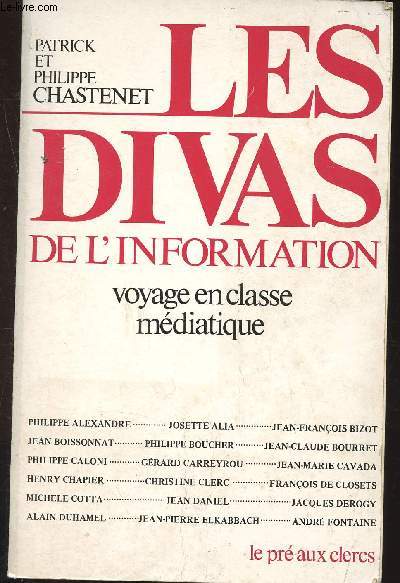 Le-livre.com
PATRICK
ET
PHILIPPE
CHASTENET
LES
DIVAS
DE L'INFORMATION
voyage en classe
médiatique
PHILIPPE ALEXANDRE ············ JOSETTE ALIA ·············· JEAN-FRANÇOIS BIZOT
JEAN BOISSONNAT ·········· PHILIPPE BOUCHER ·········· JEAN-CLAUDE BOURRET
PHILIPPE CALONI ·········· GÉRARD CARREYROU ············ JEAN-MARIE CAVADA
HENRY CHAPIER ············· CHRISTINE CLERC ·········· FRANÇOIS DE CLOSETS
MICHELE COTTA ···················· JEAN DANIEL ······················ JACQUES DEROGY
ALAIN DUHAMEL ·········· JEAN-PIERRE ELKABBACH ············ ANDRÉ FONTAINE
le pré aux clercs